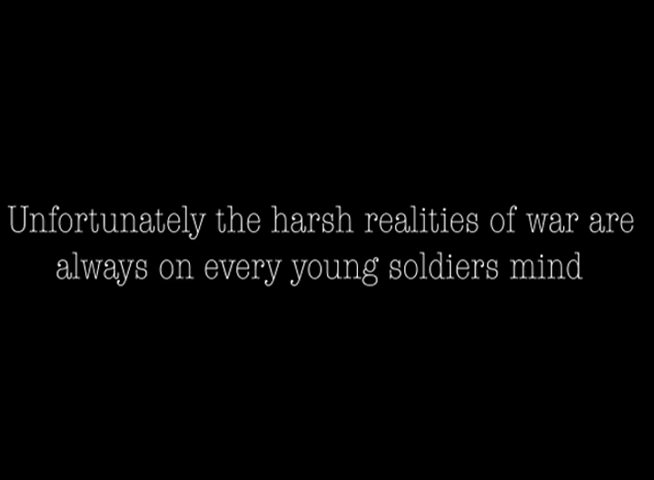 Unfortunately the harsh realities of war are
always on every young soldiers mind